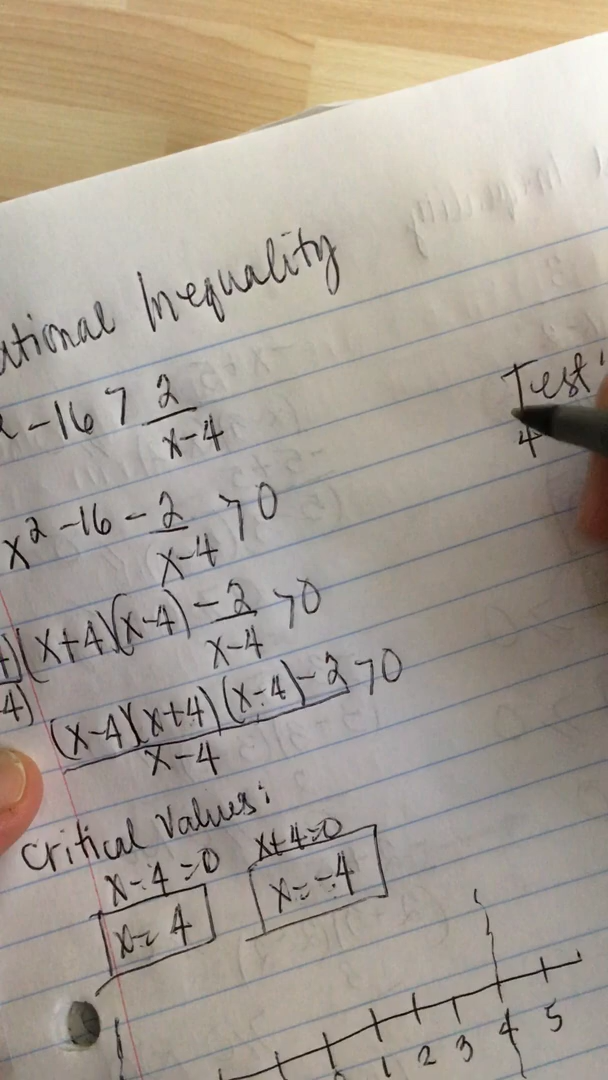 ational Inequality
-16 > 2/(x-4)
x² -16 - 2/(x-4) > 0
(x+4)(x-4) - 2/(x-4) > 0
-4)
((x-4)(x+4)(x-4)-2)/(x-4) > 0
Critical Values:
x-4=0 x+4=0
x=4 x=-4
1 2 3 4 5
Test
4